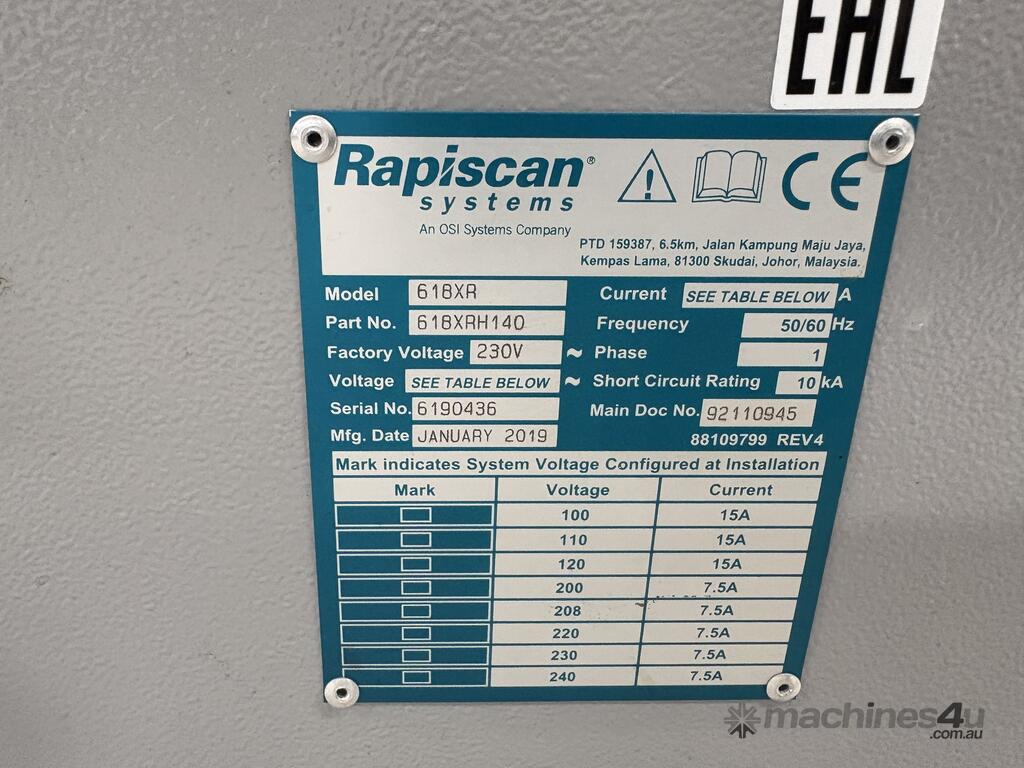 EAC
Rapiscan®
systems
An OSI Systems Company
CE
PTD 159387, 6.5km, Jalan Kampung Maju Jaya,
Kempas Lama, 81300 Skudai, Johor, Malaysia.
Model 618XR Current SEE TABLE BELOW A
Part No. 618XRH140 Frequency 50/60 Hz
Factory Voltage 230V ~ Phase 1
Voltage SEE TABLE BELOW ~ Short Circuit Rating 10 kA
Serial No. 6190436 Main Doc No. 92110945
Mfg. Date JANUARY 2019 88109799 REV4
Mark indicates System Voltage Configured at Installation
Mark Voltage Current
100 15A
110 15A
120 15A
200 7.5A
208 7.5A
220 7.5A
230 7.5A
240 7.5A
machines4u
.com.au